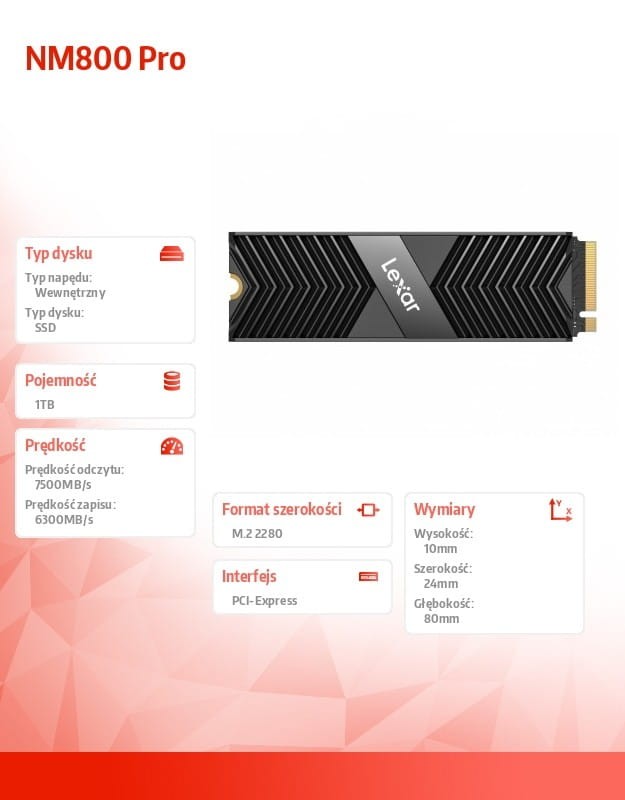 NM800 Pro
Lexar
Typ dysku
Typ napędu:
Wewnętrzny
Typ dysku:
SSD
Pojemność
1TB
Prędkość
Prędkość odczytu:
7500MB/s
Prędkość zapisu:
6300MB/s
Format szerokości
M.2 2280
Interfejs
PCI-Express
Wymiary
Y
X
Wysokość:
10mm
Szerokość:
24mm
Głębokość:
80mm